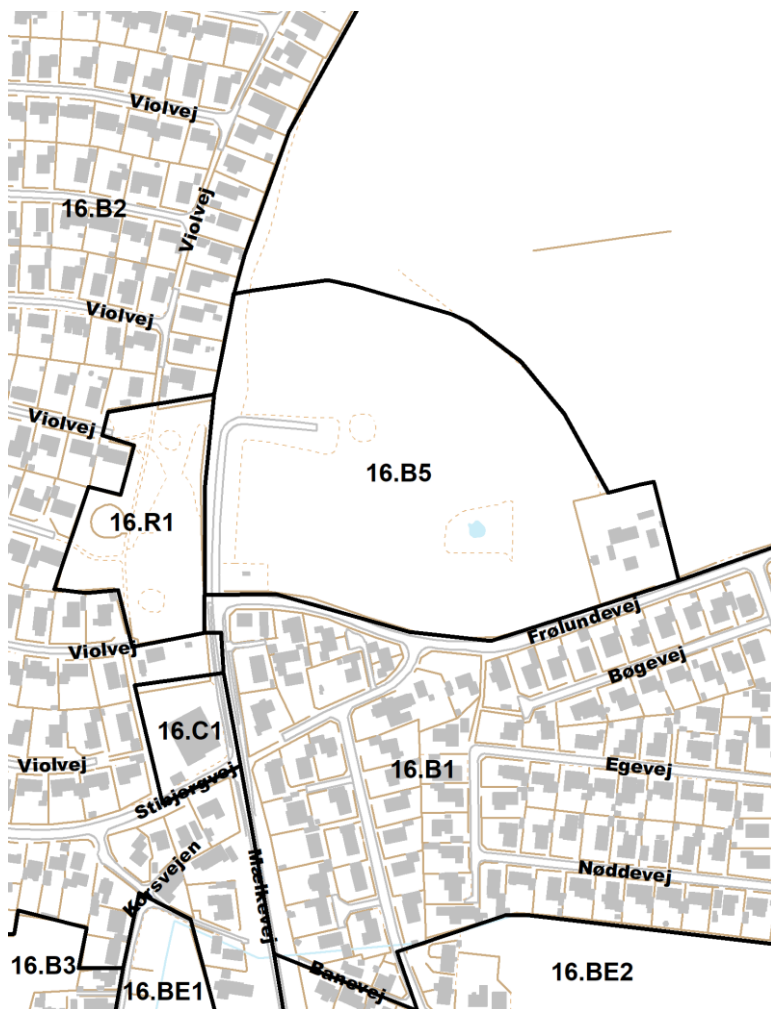 Violvej
16.B2
Violvej
Violvej
Violvej
16.B5
16.R1
Frølundevej
Violvej
Bøgevej
16.C1
Violvej
16.B1
Egevej
Stibjergvej
Mælkevej
Nøddevej
Korsvejen
16.B3
16.BE1
Banevej
16.BE2